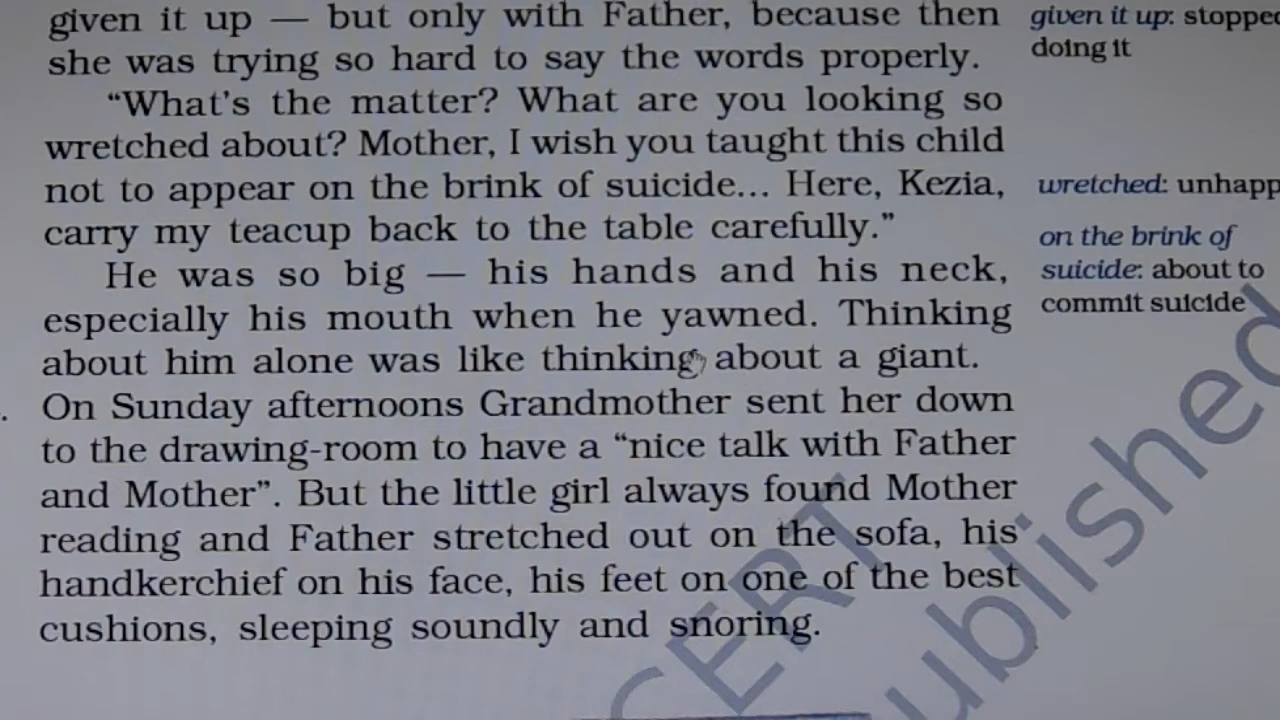 given it up — but only with Father, because then
she was trying so hard to say the words properly.
“What’s the matter? What are you looking so
wretched about? Mother, I wish you taught this child
not to appear on the brink of suicide... Here, Kezia,
carry my teacup back to the table carefully.”
He was so big — his hands and his neck,
especially his mouth when he yawned. Thinking
about him alone was like thinking about a giant.
On Sunday afternoons Grandmother sent her down
to the drawing-room to have a “nice talk with Father
and Mother”. But the little girl always found Mother
reading and Father stretched out on the sofa, his
handkerchief on his face, his feet on one of the best
cushions, sleeping soundly and snoring.
given it up: stopped
doing it
wretched: unhapp
on the brink of
suicide: about to
commit suicide
CERT
ublished